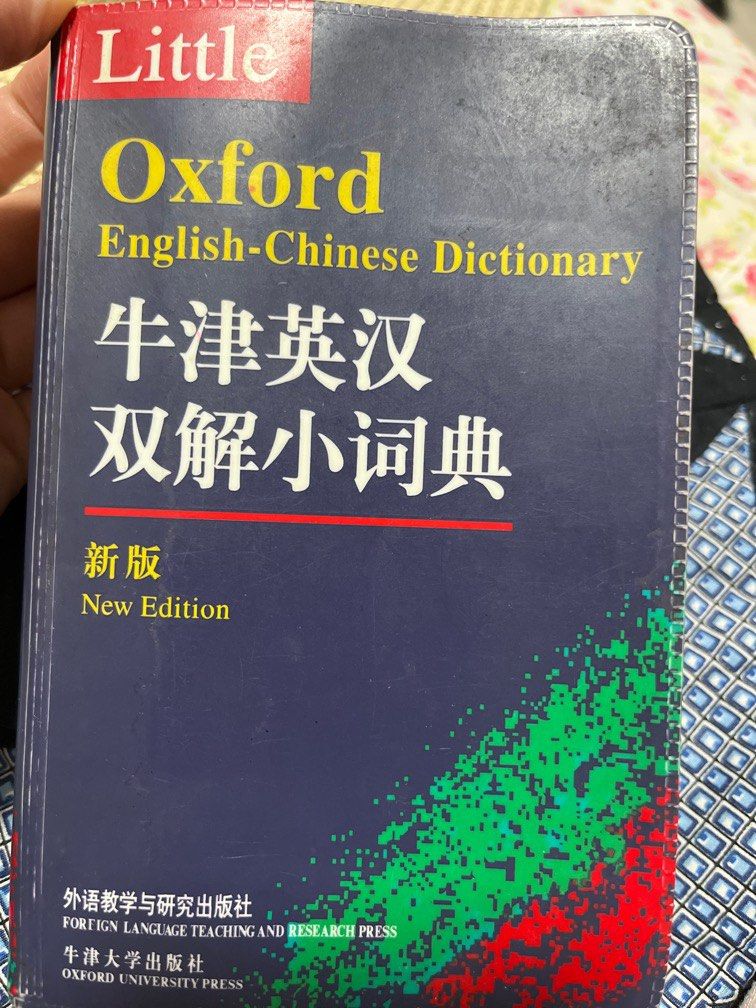 Little
Oxford
English-Chinese Dictionary
牛津英汉
双解小词典
新版
New Edition
外语教学与研究出版社
FOREIGN LANGUAGE TEACHING AND RESEARCH PRESS
牛津大学出版社
OXFORD UNIVERSITY PRESS